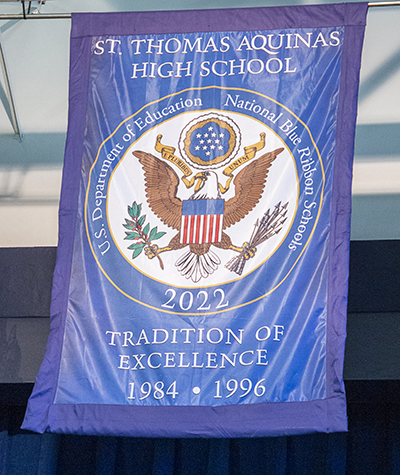 ST. THOMAS AQUINAS
HIGH SCHOOL
U.S. Department of Education National Blue Ribbon Schools
E PLURIBUS UNUM
2022
TRADITION OF
EXCELLENCE
1984 • 1996